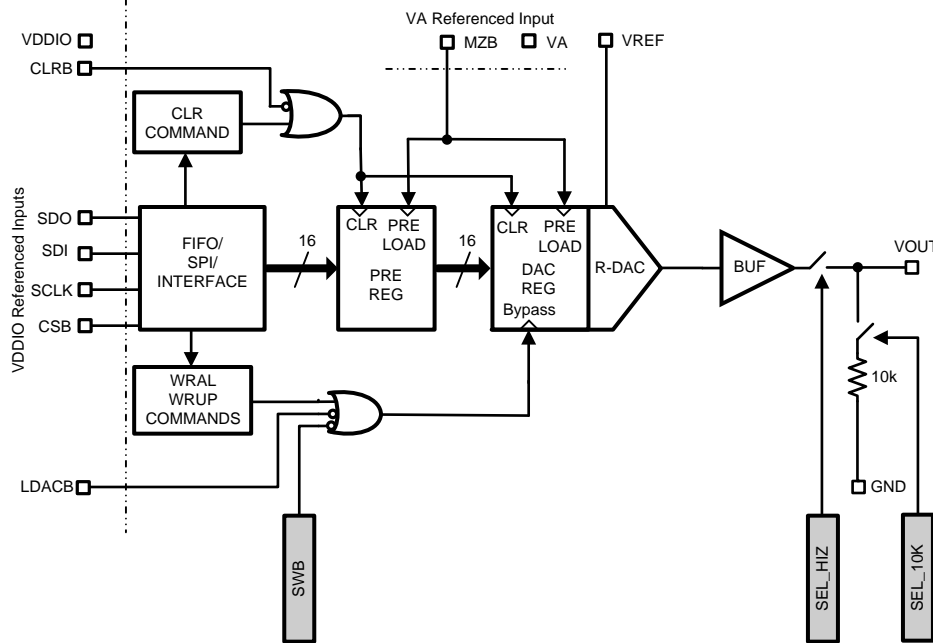 VA Referenced Input
VDDIO
MZB
VA
VREF
CLRB
CLR
COMMAND
VDDIO Referenced Inputs
SDO
SDI
SCLK
CSB
FIFO/
SPI/
INTERFACE
16
CLR
PRE
LOAD
PRE
REG
16
CLR
PRE
LOAD
DAC
REG
Bypass
R-DAC
BUF
VOUT
10k
GND
WRAL
WRUP
COMMANDS
LDACB
SWB
SEL_HIZ
SEL_10K